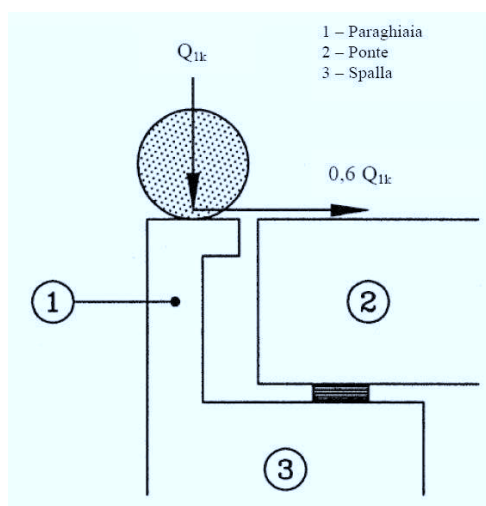 1 – Paraghiaia
2 – Ponte
3 – Spalla
Q1k
0,6 Q1k
1
2
3